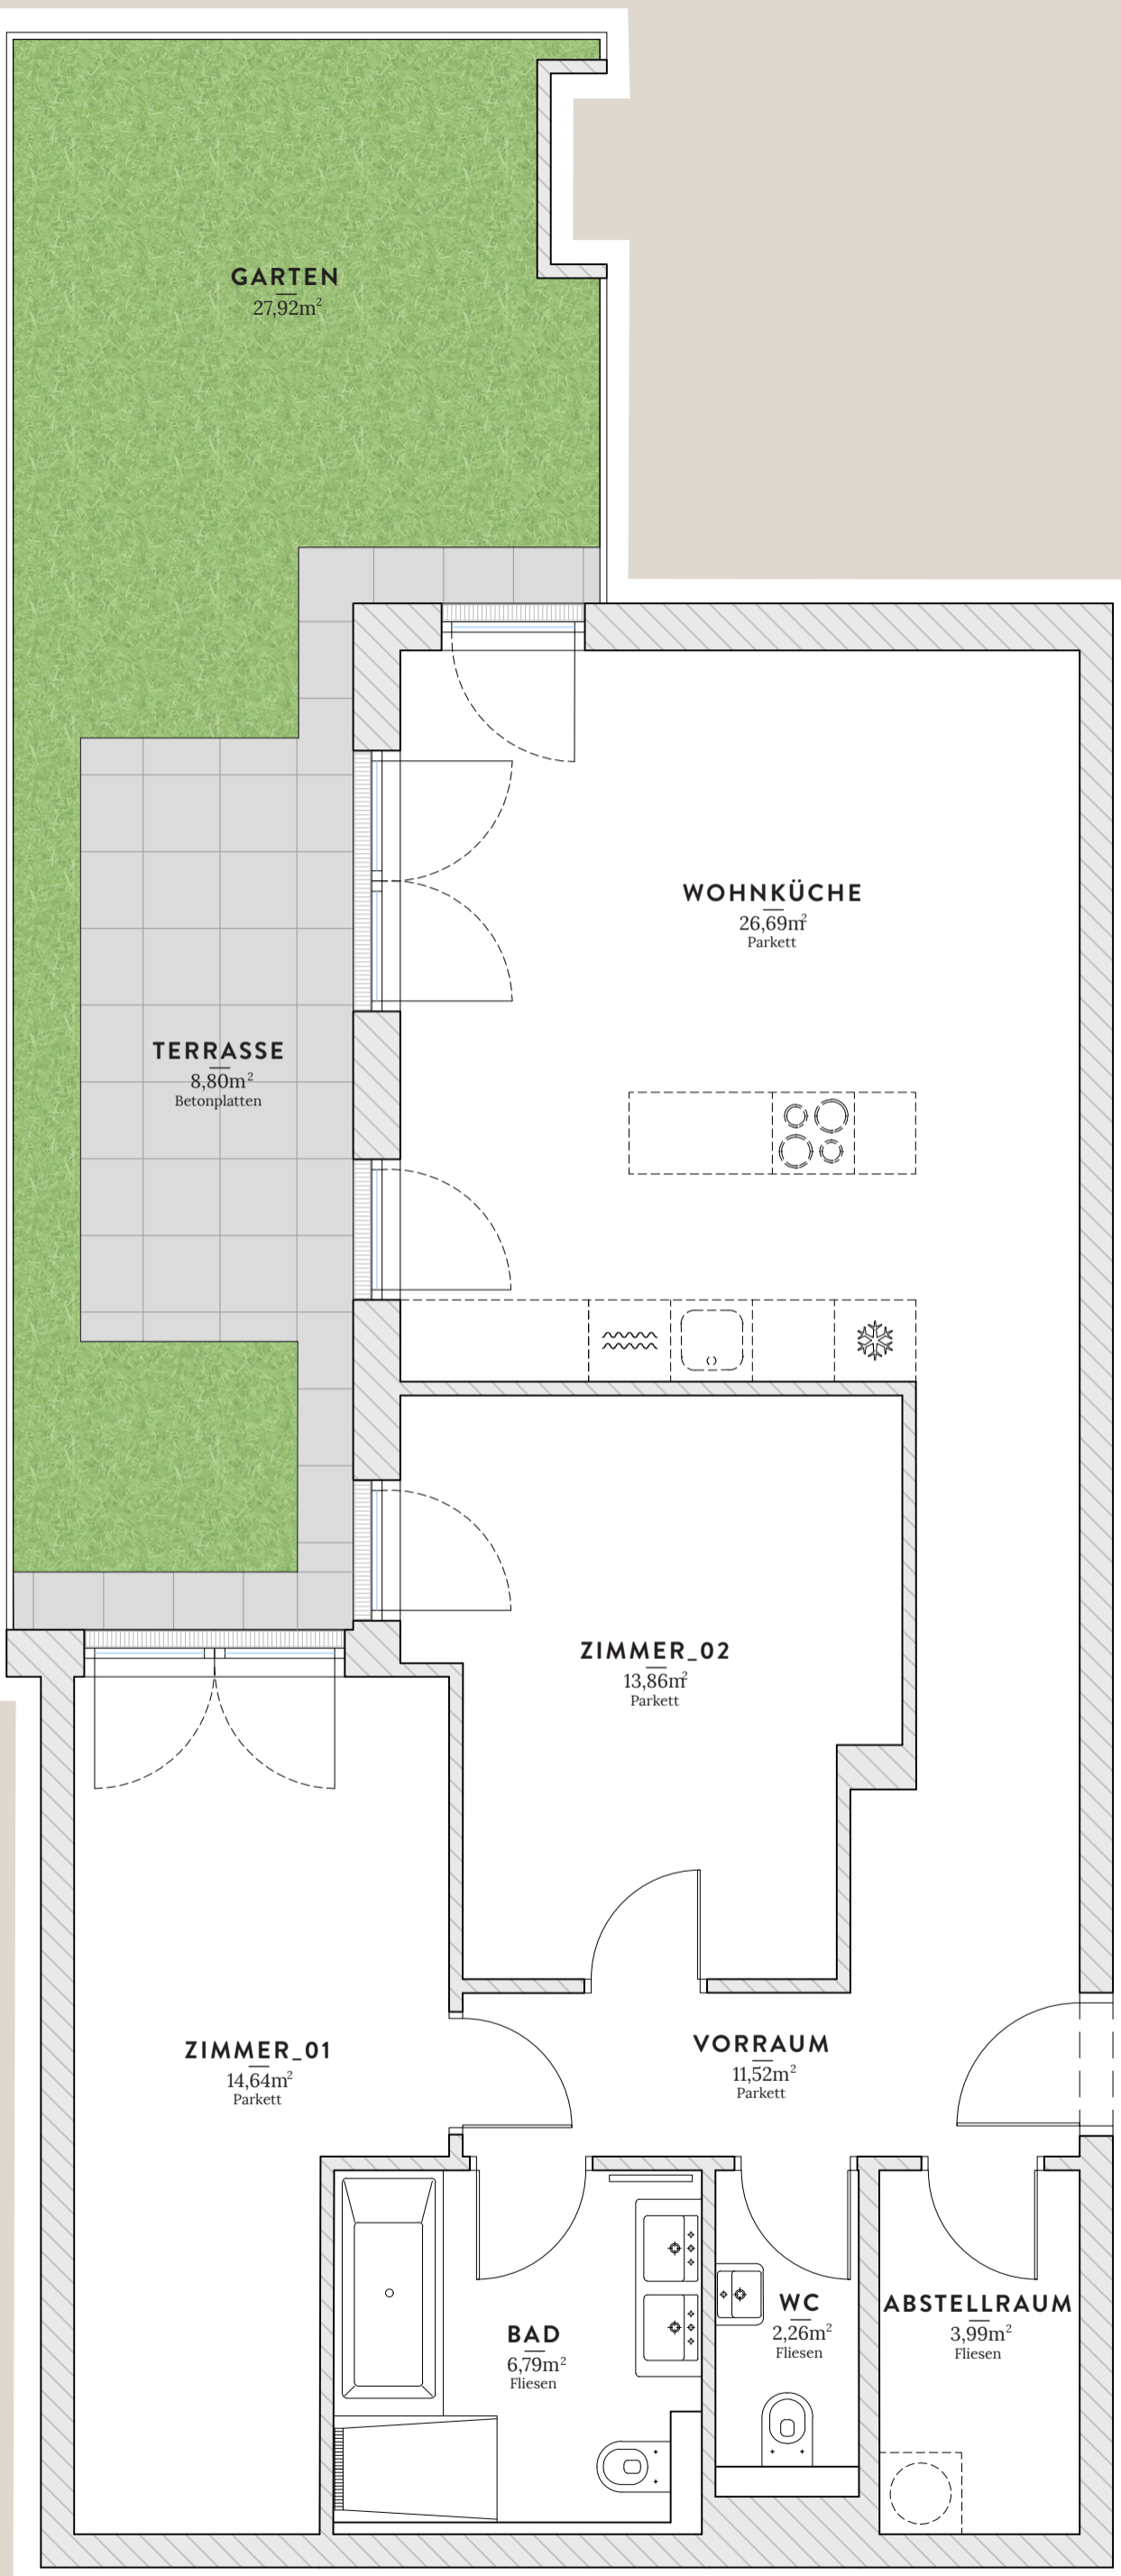 GARTEN
27,92m²
WOHNKÜCHE
26,69m²
Parkett
TERRASSE
8,80m²
Betonplatten
ZIMMER_02
13,86m²
Parkett
ZIMMER_01
14,64m²
Parkett
VORRAUM
11,52m²
Parkett
BAD
6,79m²
Fliesen
WC
2,26m²
Fliesen
ABSTELLRAUM
3,99m²
Fliesen